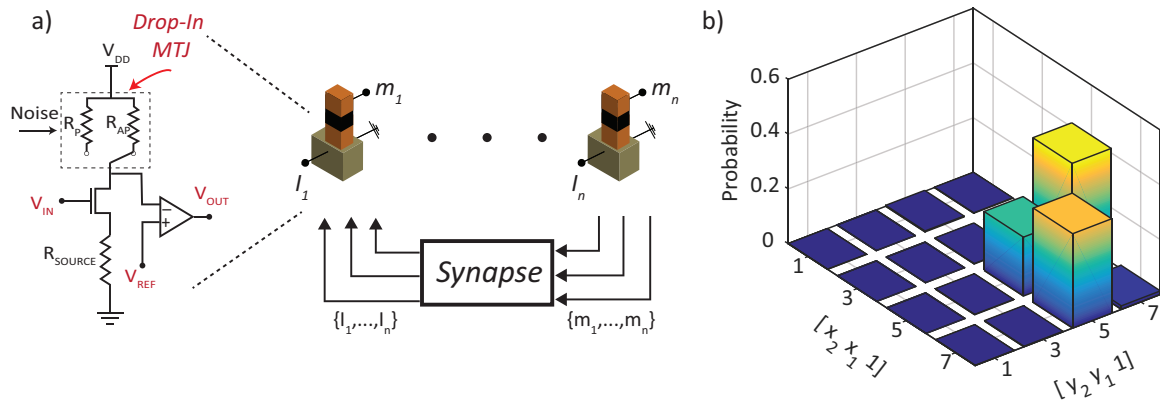 a)
Drop-In
MTJ
V_DD
Noise
R_P
R_AP
V_IN
V_OUT
R_SOURCE
V_REF
m_1
m_n
I_1
I_n
Synapse
{I_1,...,I_n}
{m_1,...,m_n}
b)
Probability
0.6
0.4
0.2
0
1
3
5
7
[ x_2 x_1 1 ]
1
3
5
7
[ y_2 y_1 1 ]